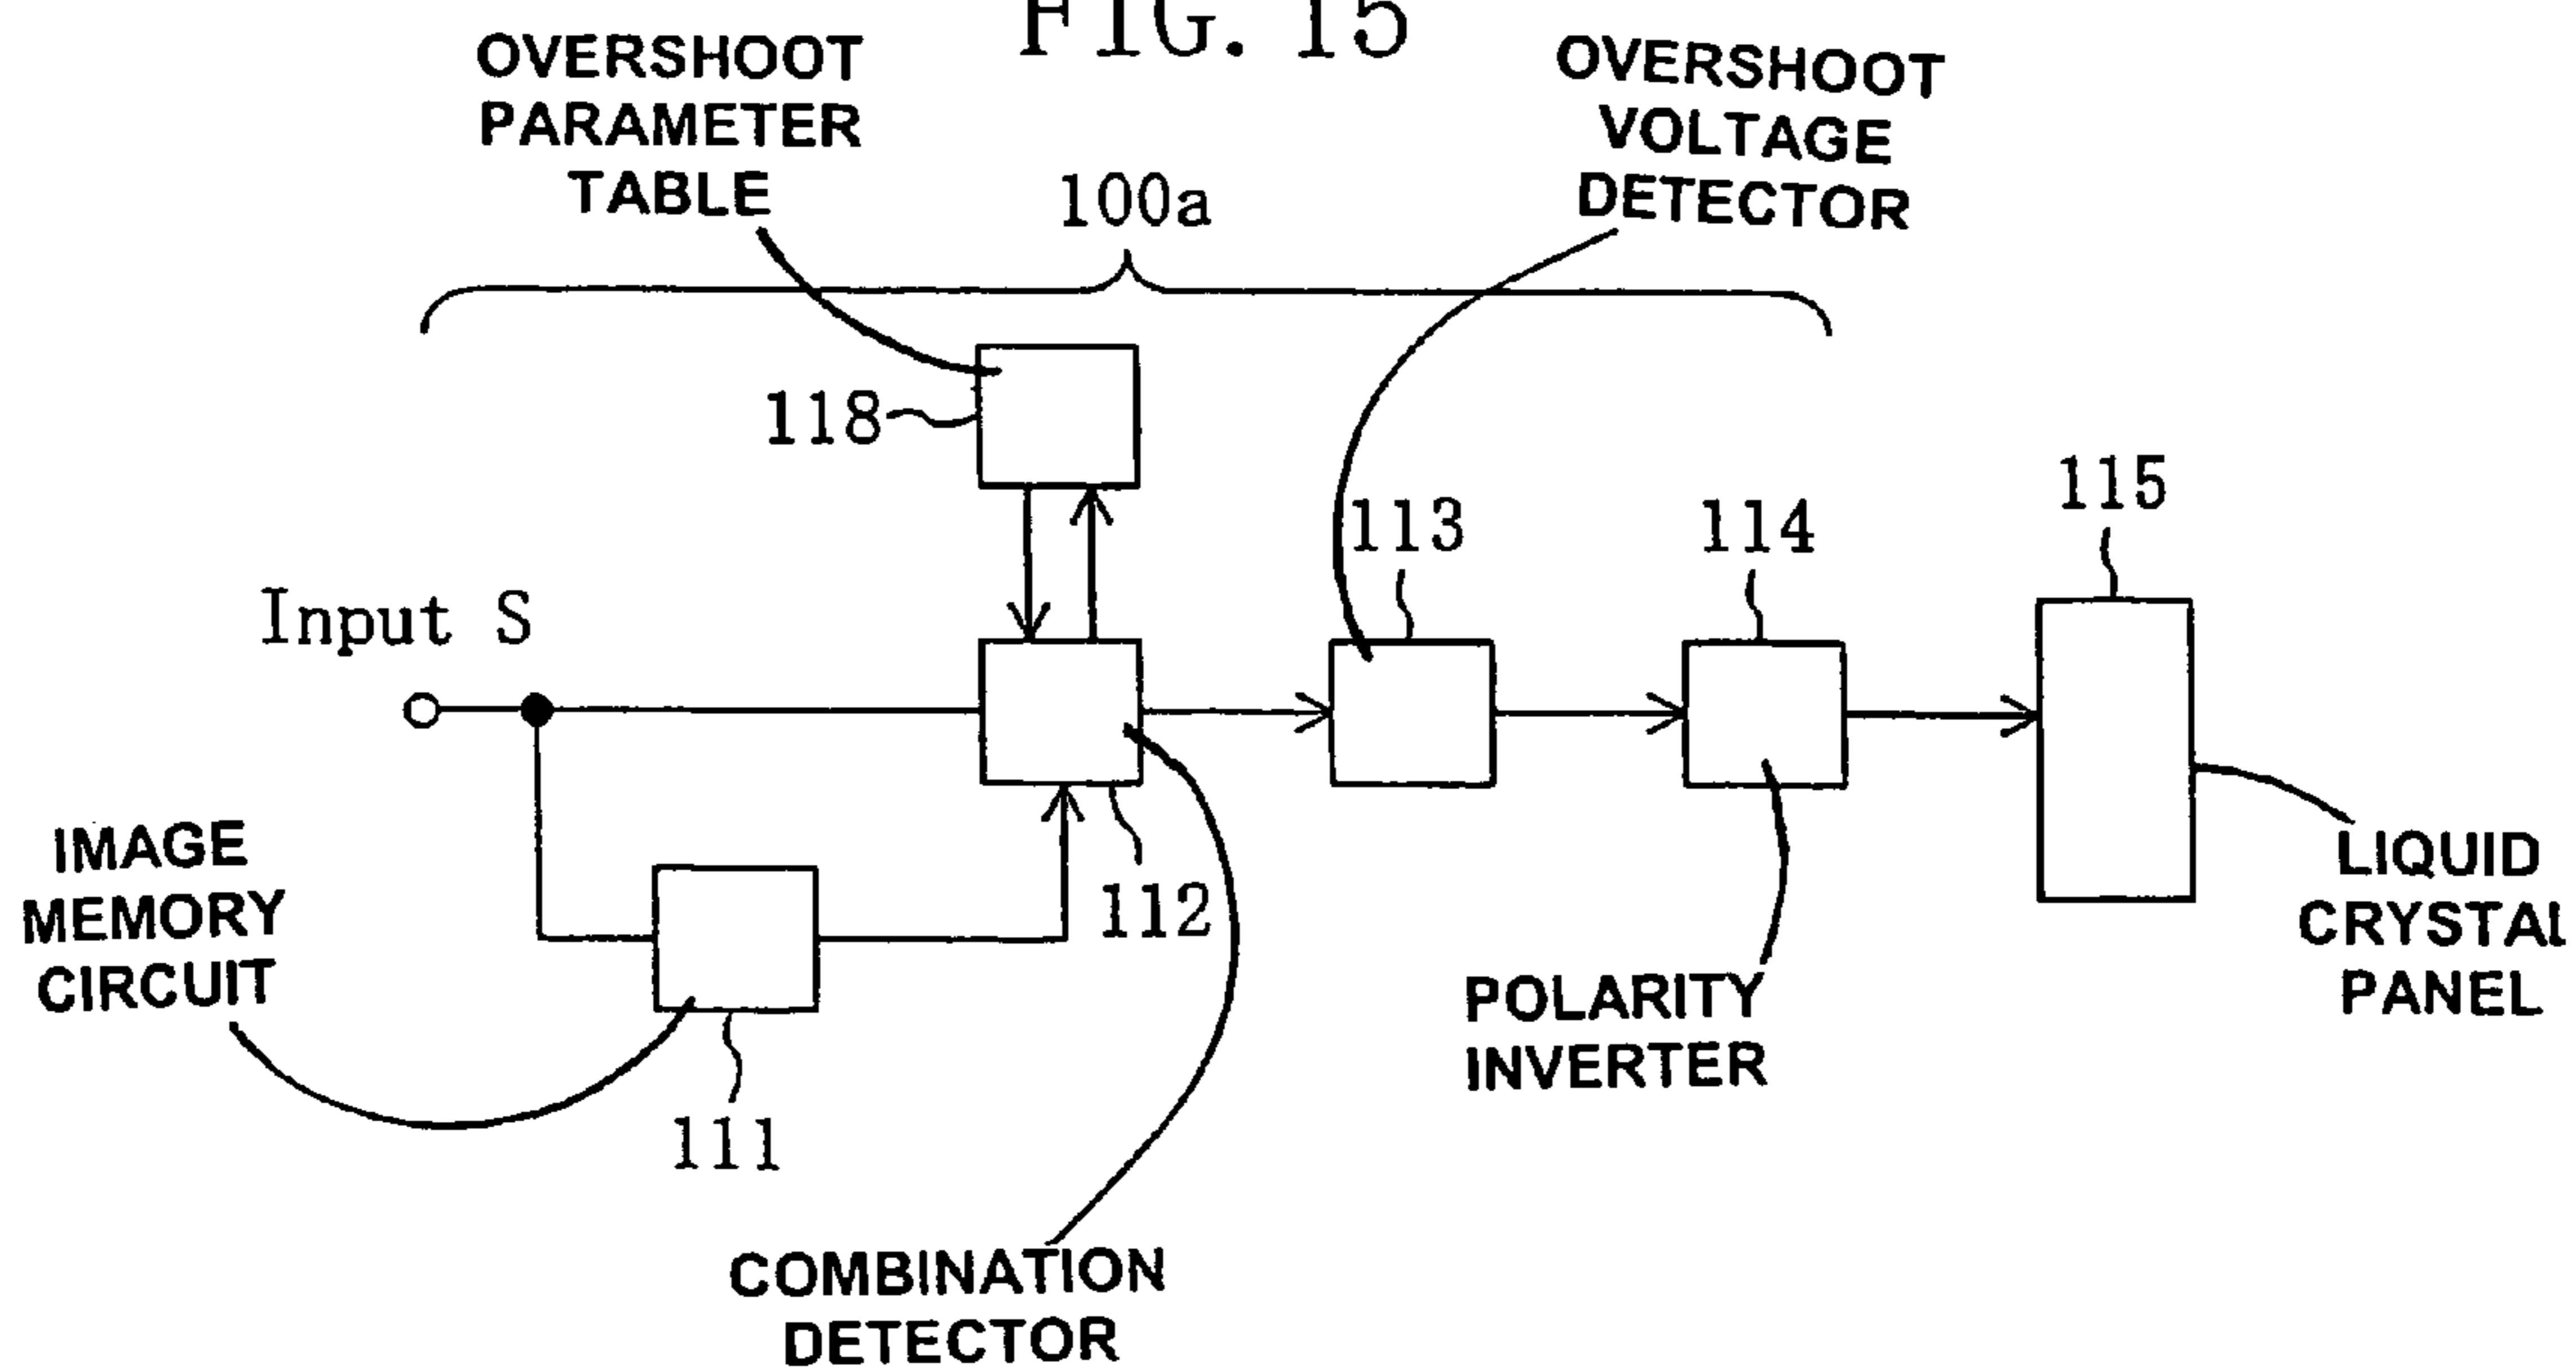 FIG. 15
OVERSHOOT
PARAMETER
TABLE
100a
OVERSHOOT
VOLTAGE
DETECTOR
118
113
114
115
Input S
IMAGE
MEMORY
CIRCUIT
112
111
LIQUID
CRYSTAL
PANEL
POLARITY
INVERTER
COMBINATION
DETECTOR